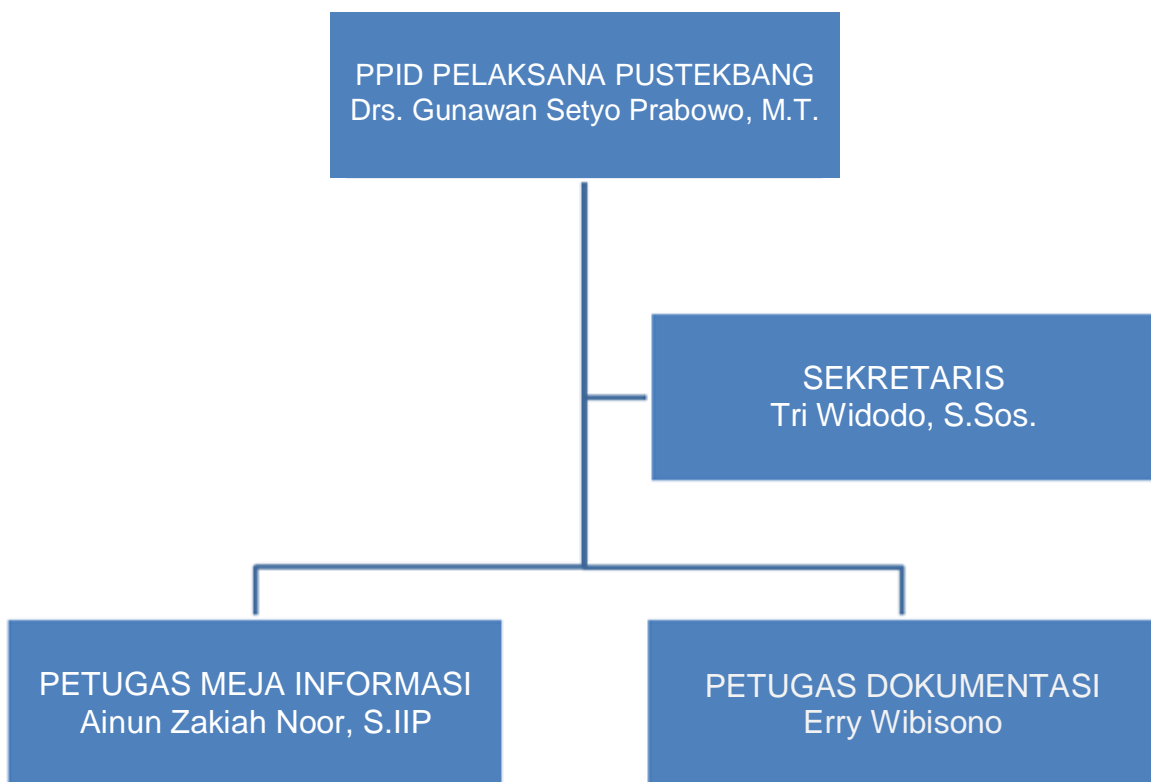 PPID PELAKSANA PUSTEKBANG
Drs. Gunawan Setyo Prabowo, M.T.
SEKRETARIS
Tri Widodo, S.Sos.
PETUGAS MEJA INFORMASI
Ainun Zakiah Noor, S.IIP
PETUGAS DOKUMENTASI
Erry Wibisono